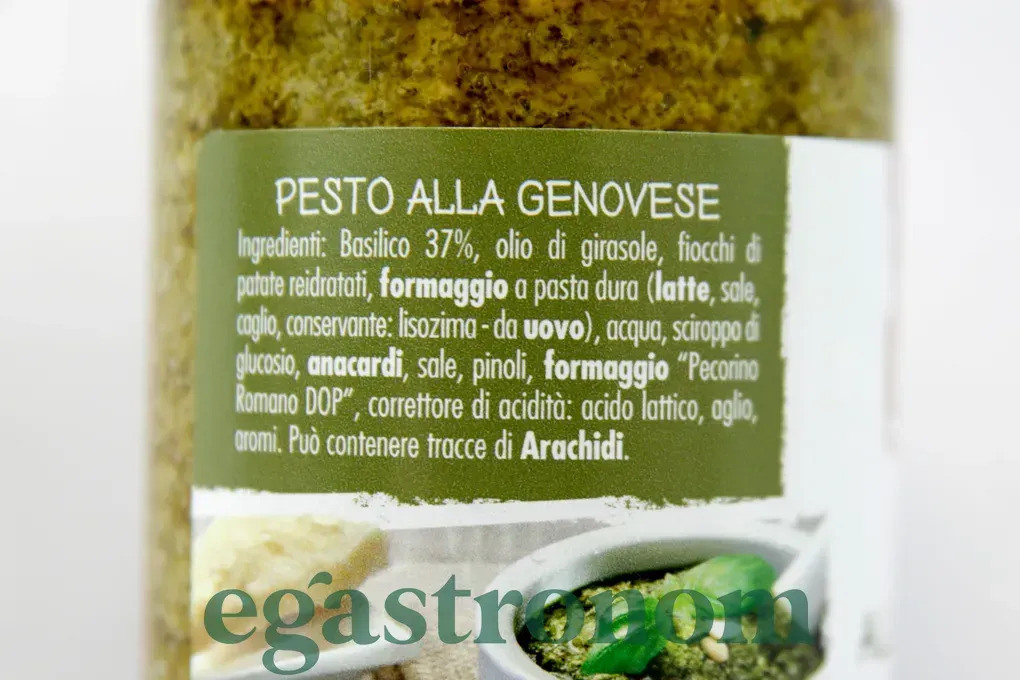 PESTO ALLA GENOVESE
Ingredienti: Basilico 37%, olio di girasole, fiocchi di
patate reidratati, formaggio a pasta dura (latte, sale,
caglio, conservante: lisozima - da uovo), acqua, sciroppo di
glucosio, anacardi, sale, pinoli, formaggio “Pecorino
Romano DOP”, correttore di acidità: acido lattico, aglio,
aromi. Può contenere tracce di Arachidi.
egastronom